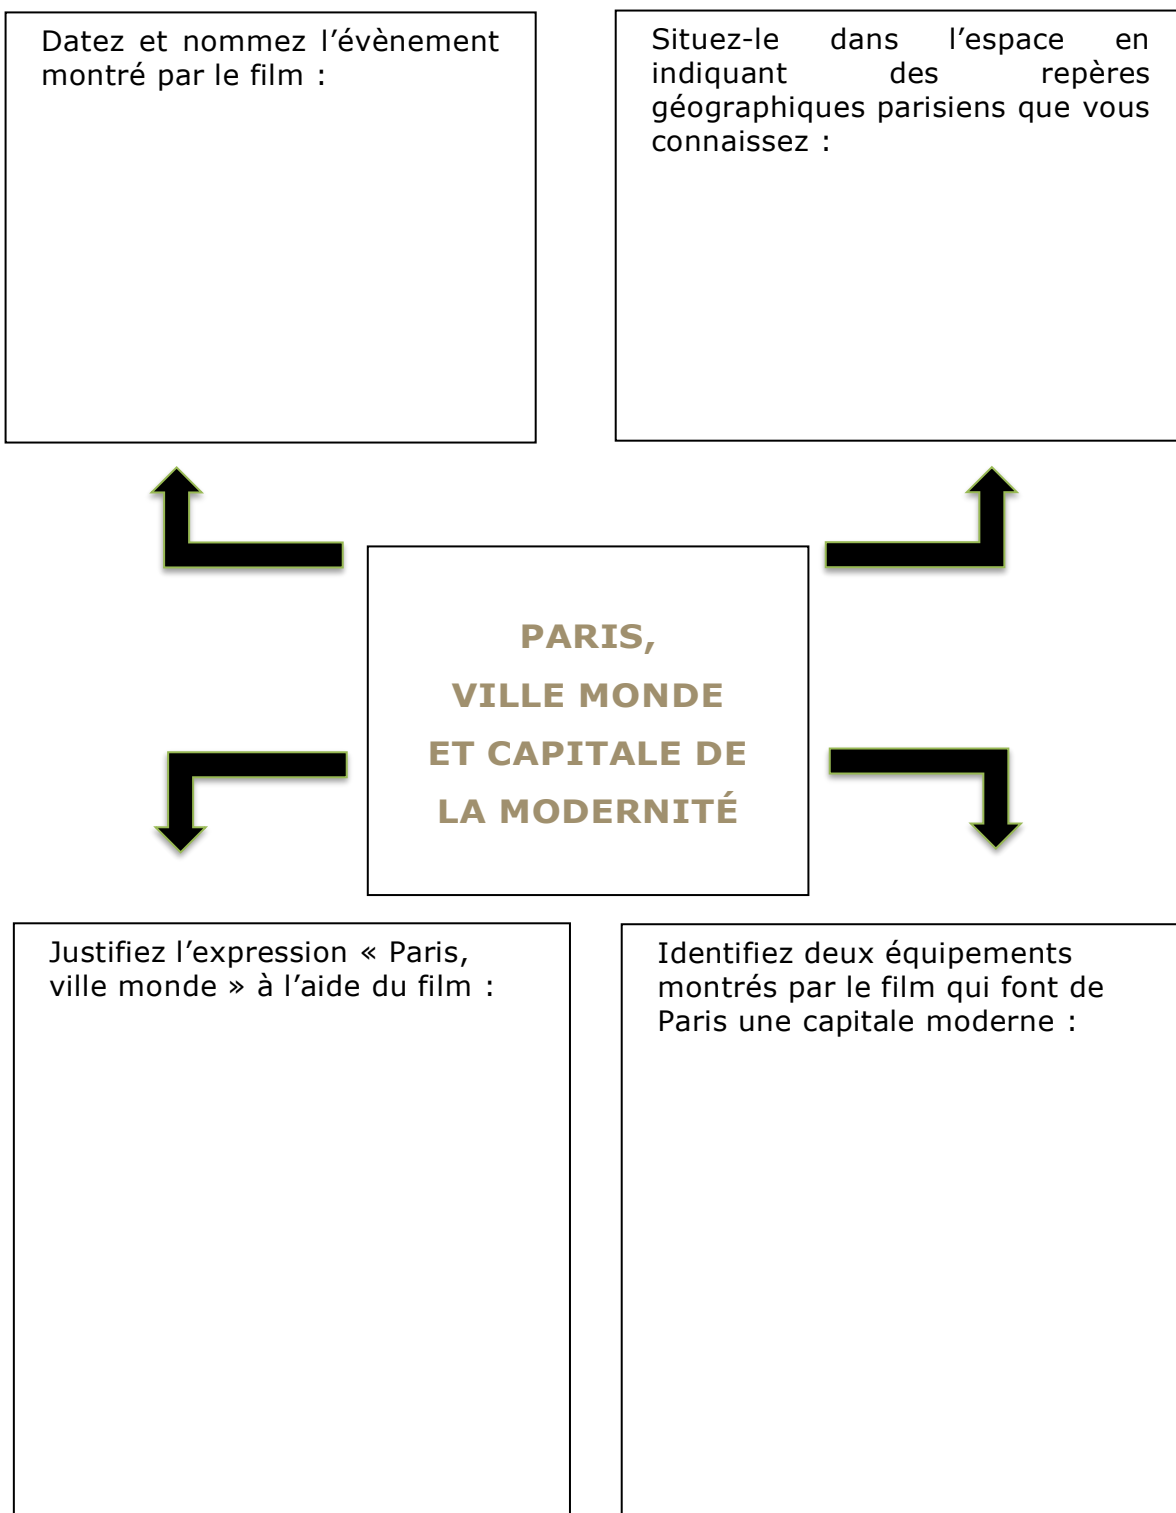 Datez et nommez l’évènement
montré par le film :
Situez-le dans l’espace en
indiquant des repères
géographiques parisiens que vous
connaissez :
PARIS,
VILLE MONDE
ET CAPITALE DE
LA MODERNITÉ
Justifiez l’expression « Paris,
ville monde » à l’aide du film :
Identifiez deux équipements
montrés par le film qui font de
Paris une capitale moderne :